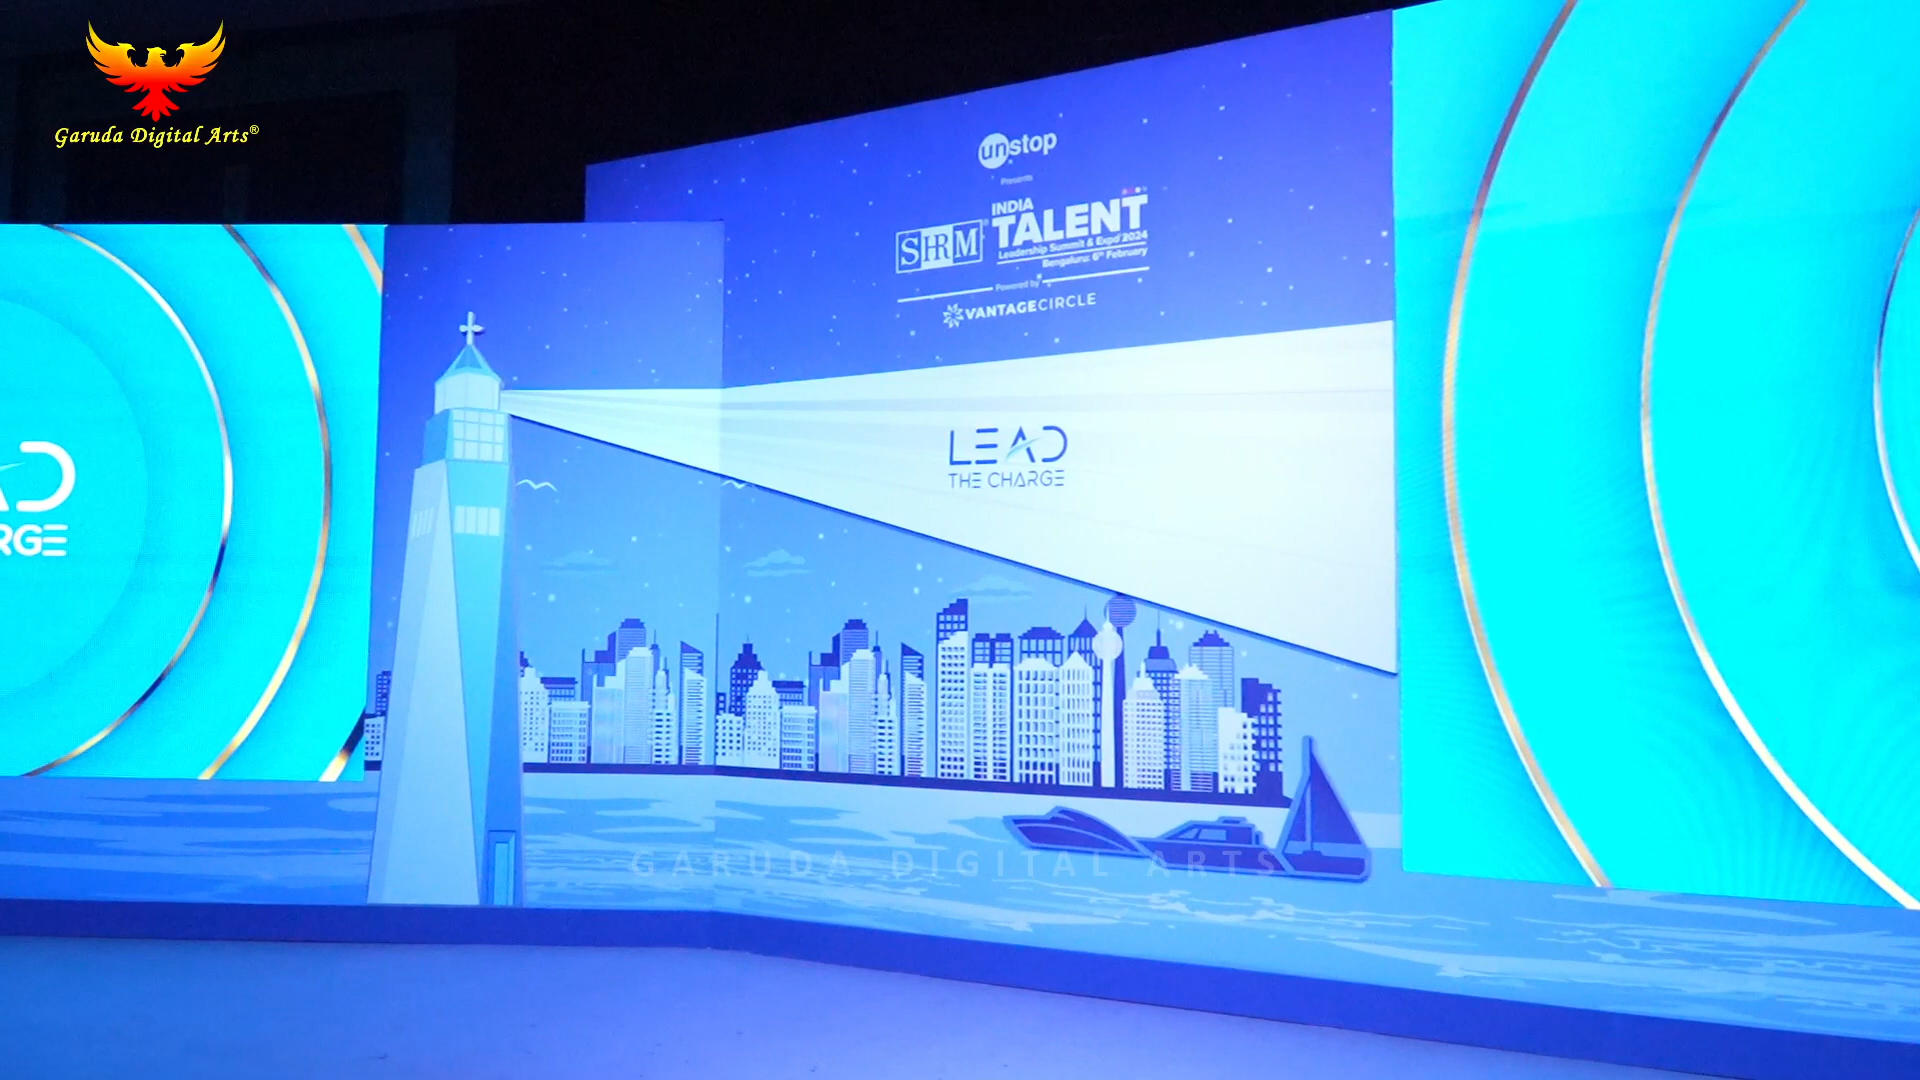 Garuda Digital Arts®
unstop
Presents
SHRM®
INDIA
TALENT
Leadership Summit & Expo 2024
Bengaluru: 6th February
Powered by
VANTAGECIRCLE
LEAD
THE CHARGE
AD
RGE
GARUDA DIGITAL ARTS